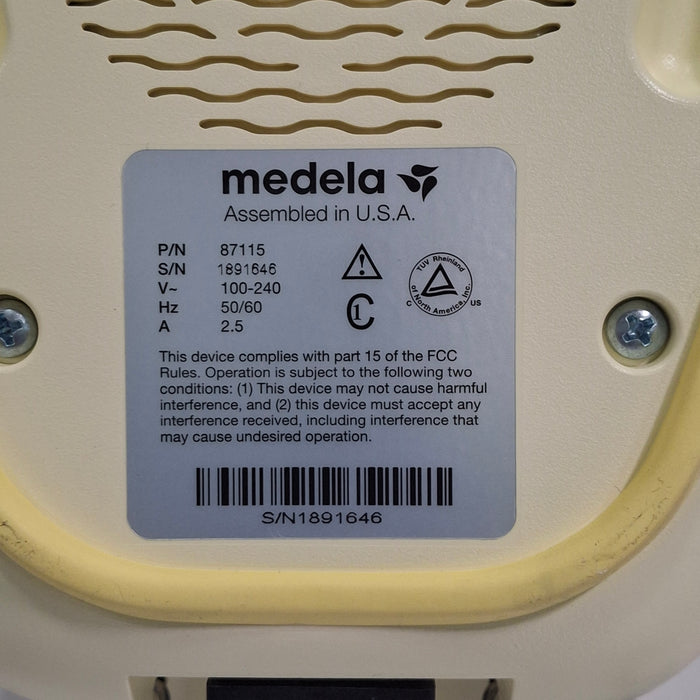 medela
Assembled in U.S.A.
P/N 87115
S/N 1891646
V~ 100-240
Hz 50/60
A 2.5
1
TUV Rheinland
of North America, Inc.
C US
This device complies with part 15 of the FCC
Rules. Operation is subject to the following two
conditions: (1) This device may not cause harmful
interference, and (2) this device must accept any
interference received, including interference that
may cause undesired operation.
S/N1891646